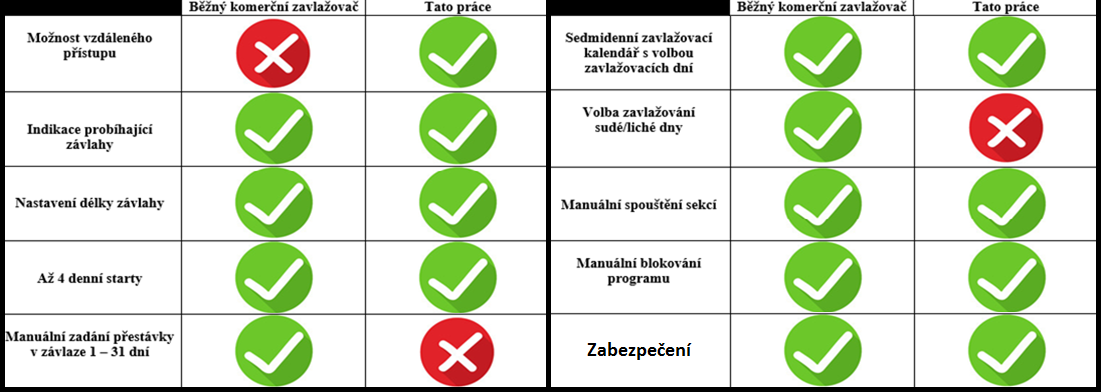 Běžný komerční zavlažovač Tato práce
Možnost vzdáleného
přístupu
Indikace probíhající
závlahy
Nastavení délky závlahy
Až 4 denní starty
Manuální zadání přestávky
v závlaze 1 – 31 dní
Běžný komerční zavlažovač Tato práce
Sedmidenní zavlažovací
kalendář s volbou
zavlažovacích dní
Volba zavlažování
sudé/liché dny
Manuální spouštění sekcí
Manuální blokování
programu
Zabezpečení